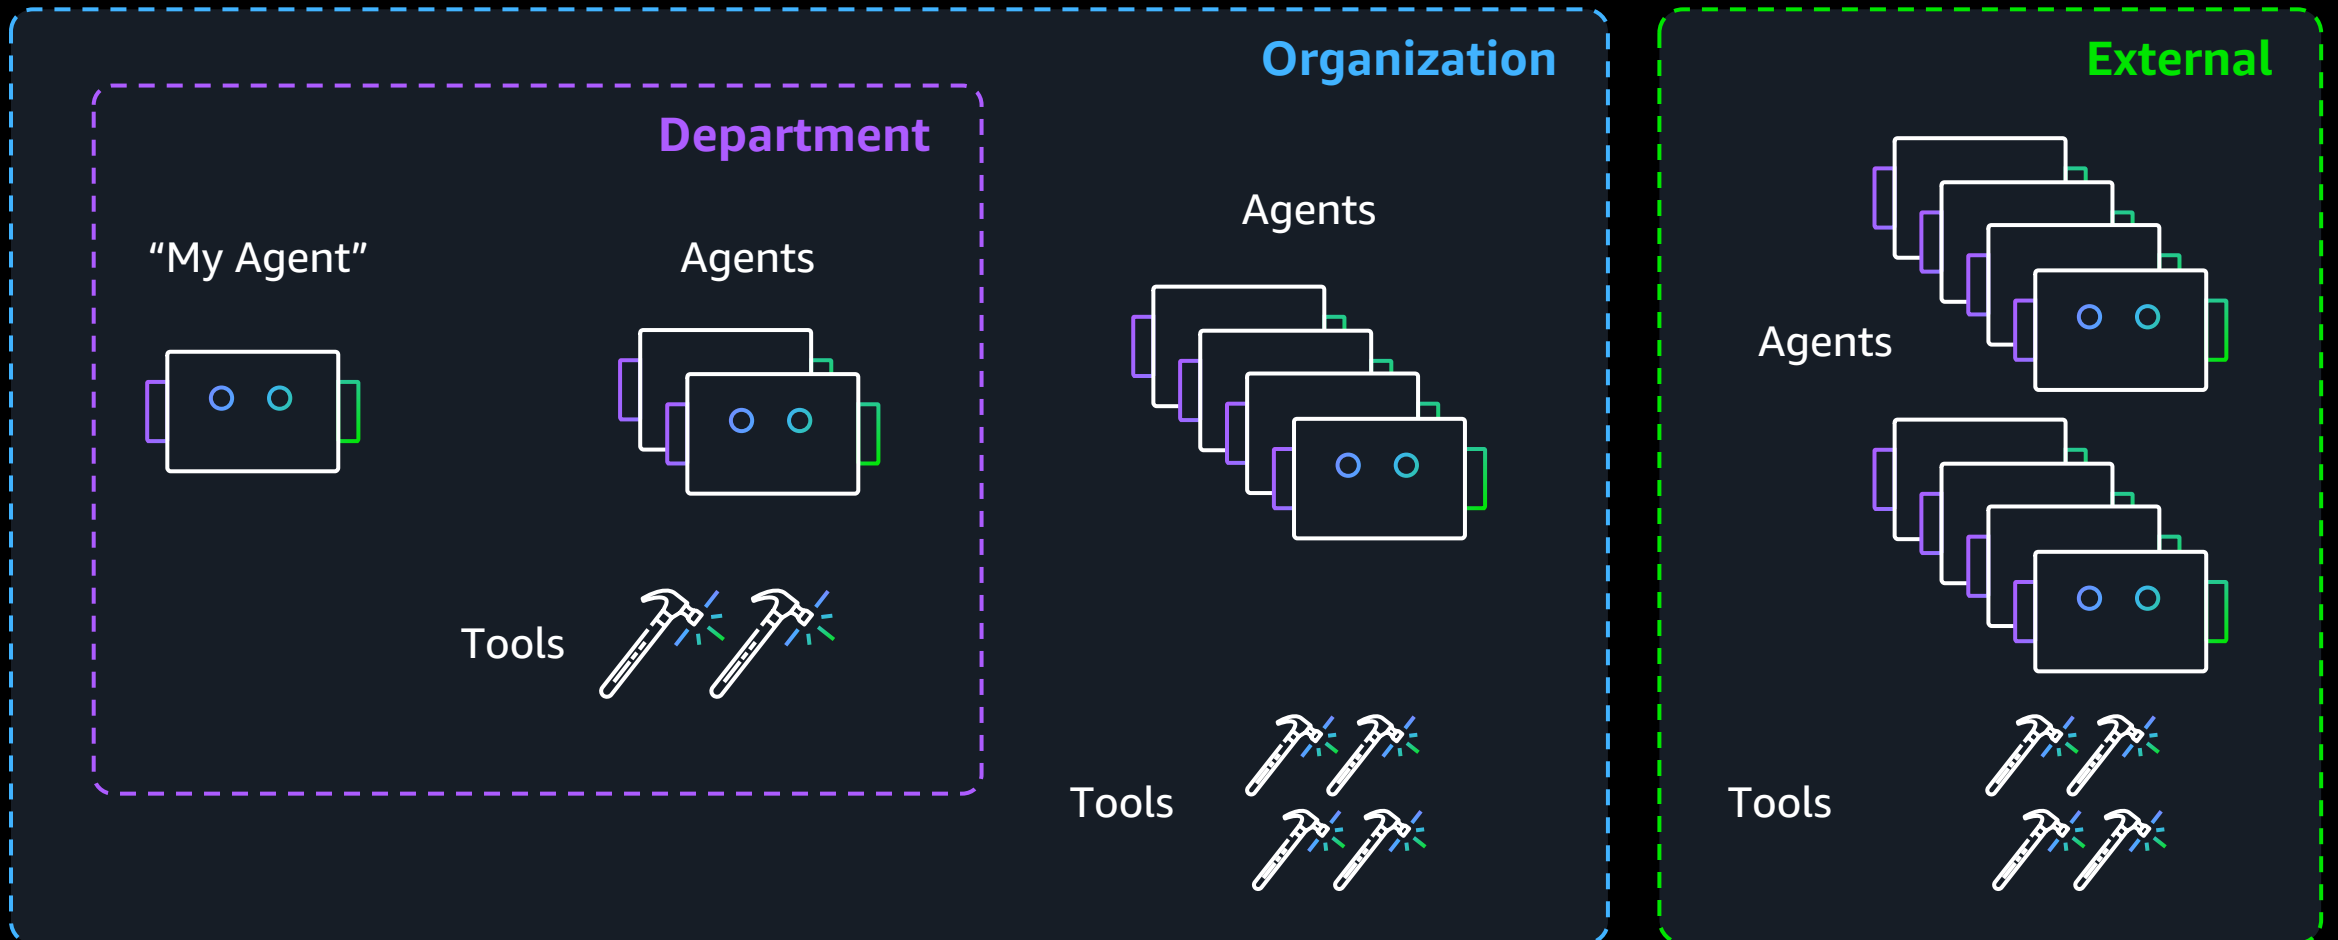 Organization
Department
“My Agent”
Agents
Tools
Agents
Tools
External
Agents
Tools